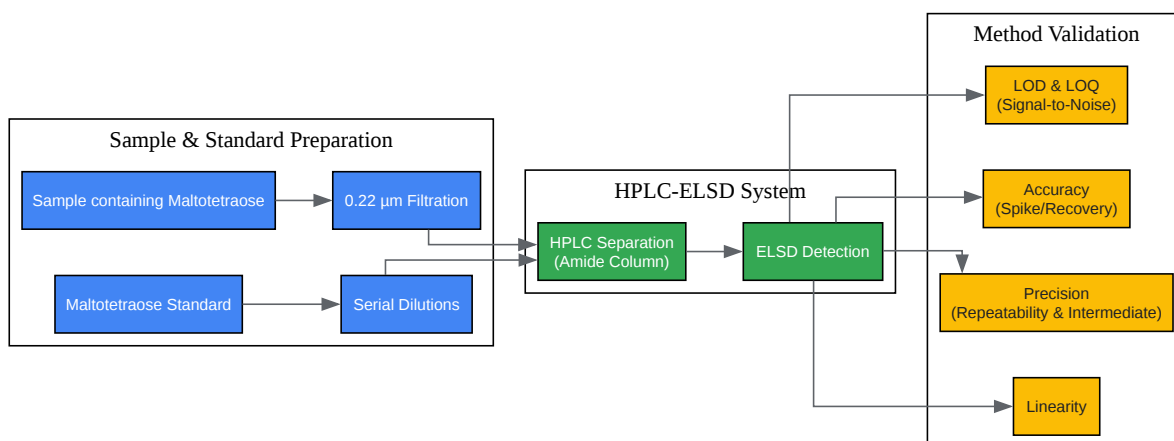 Sample & Standard Preparation
Sample containing Maltotetraose
0.22 µm Filtration
Maltotetraose Standard
Serial Dilutions
HPLC-ELSD System
HPLC Separation
(Amide Column)
ELSD Detection
Method Validation
LOD & LOQ
(Signal-to-Noise)
Accuracy
(Spike/Recovery)
Precision
(Repeatability & Intermediate)
Linearity